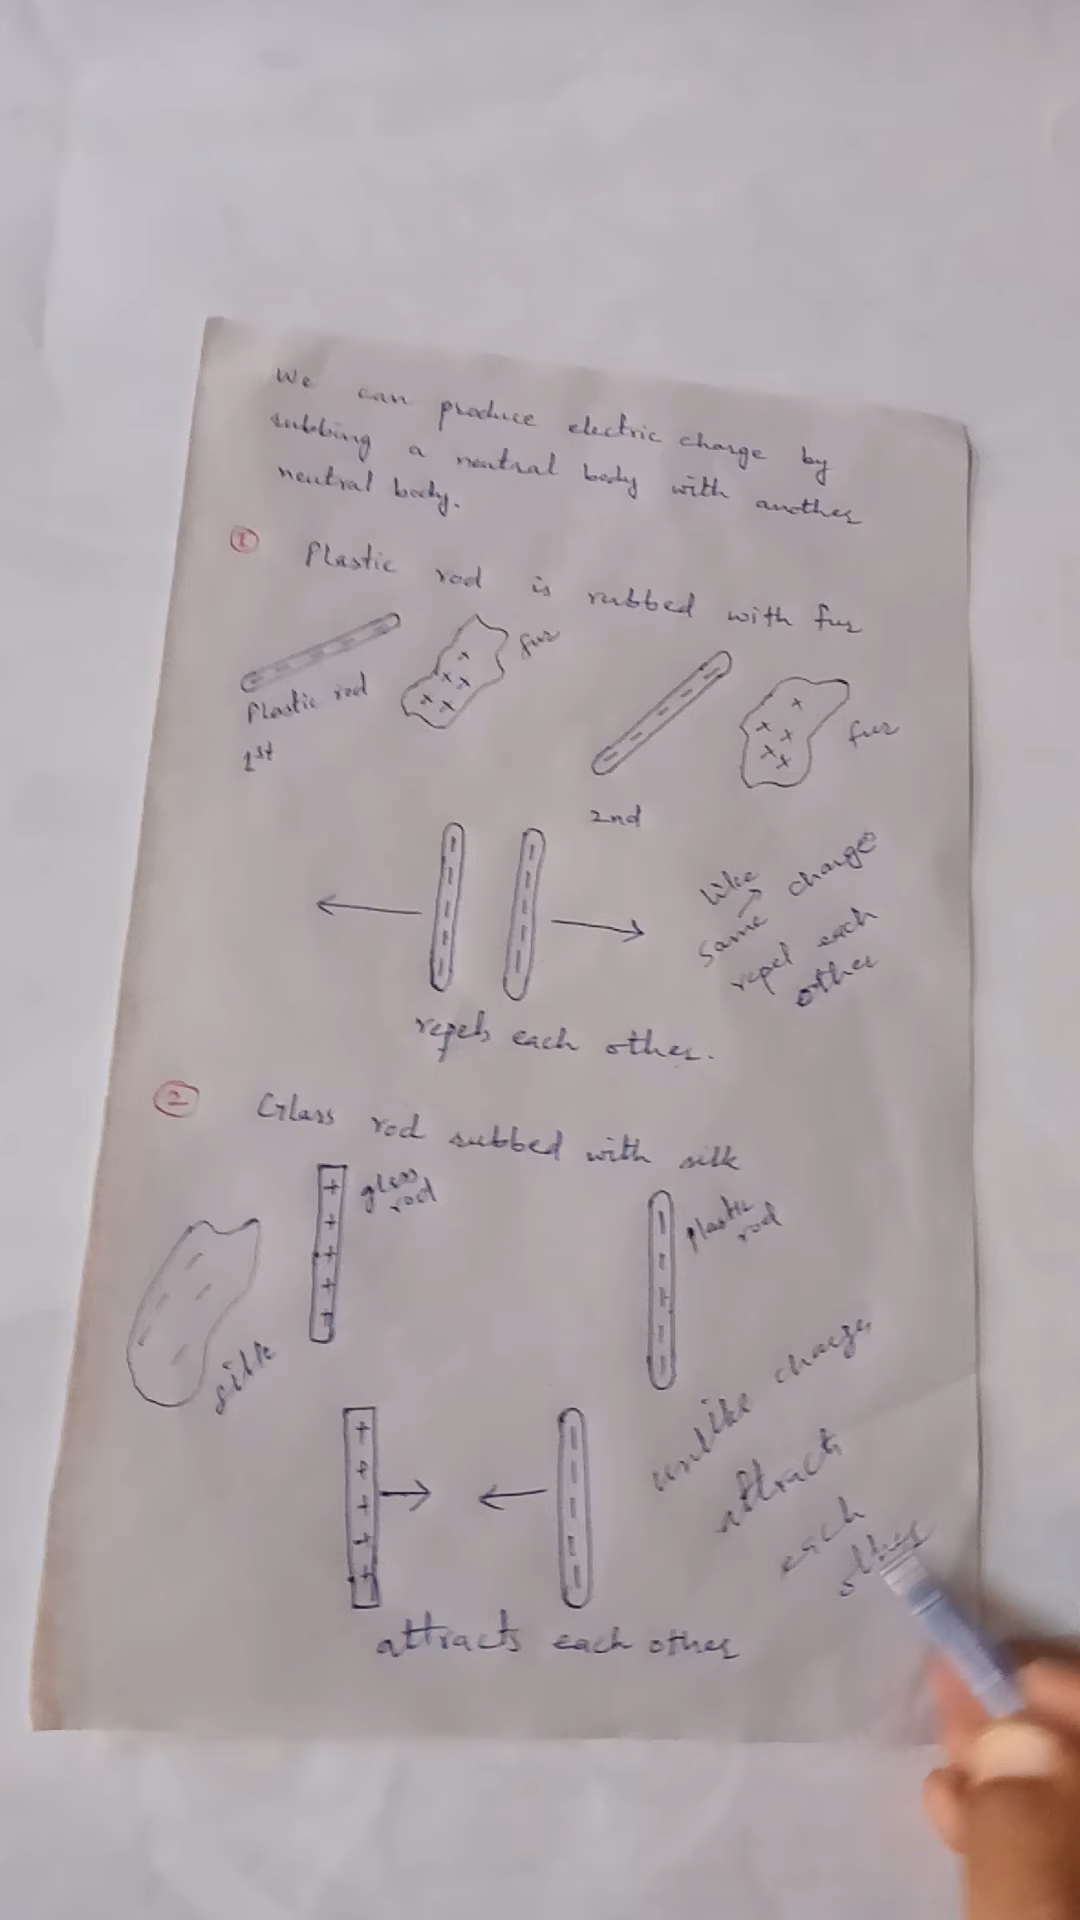 We can produce electric charge by
rubbing a neutral body with another
neutral body.
① Plastic rod is rubbed with fur
Plastic rod
1st
fur
2nd
fur
repels each other.
like
same → charge
repel each
other
② Glass rod rubbed with silk
silk
glass
rod
plastic
rod
attracts each other
unlike charge
attracts
each
other